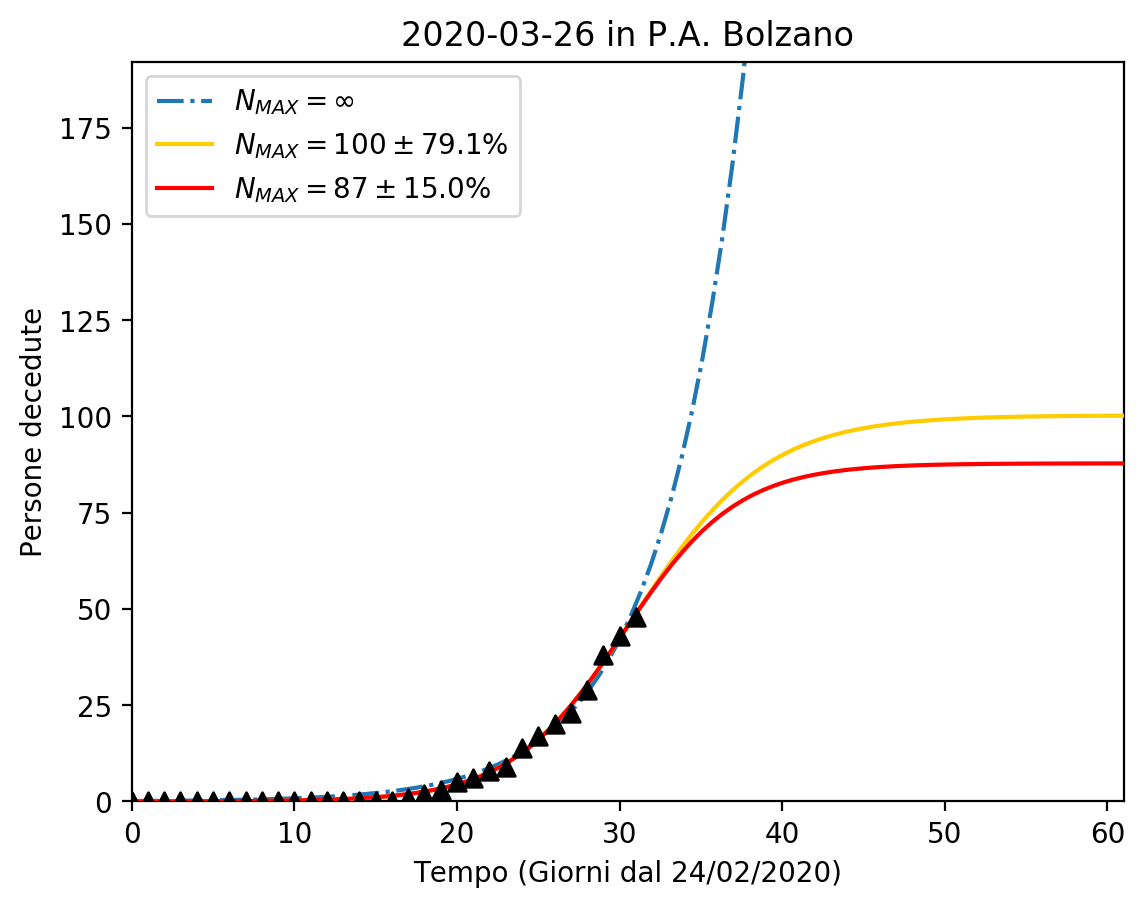 2020-03-26 in P.A. Bolzano
N_MAX = ∞
N_MAX = 100 ± 79.1%
N_MAX = 87 ± 15.0%
Persone decedute
175
150
125
100
75
50
25
0
0 10 20 30 40 50 60
Tempo (Giorni dal 24/02/2020)